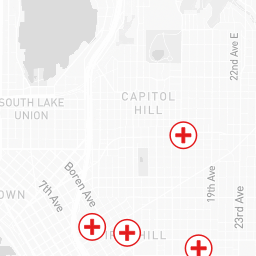 22nd Ave E
SOUTH LAKE
UNION
CAPITOL
HILL
Boren Ave
7th Ave
19th Ave
23rd Ave
OWN
HILL